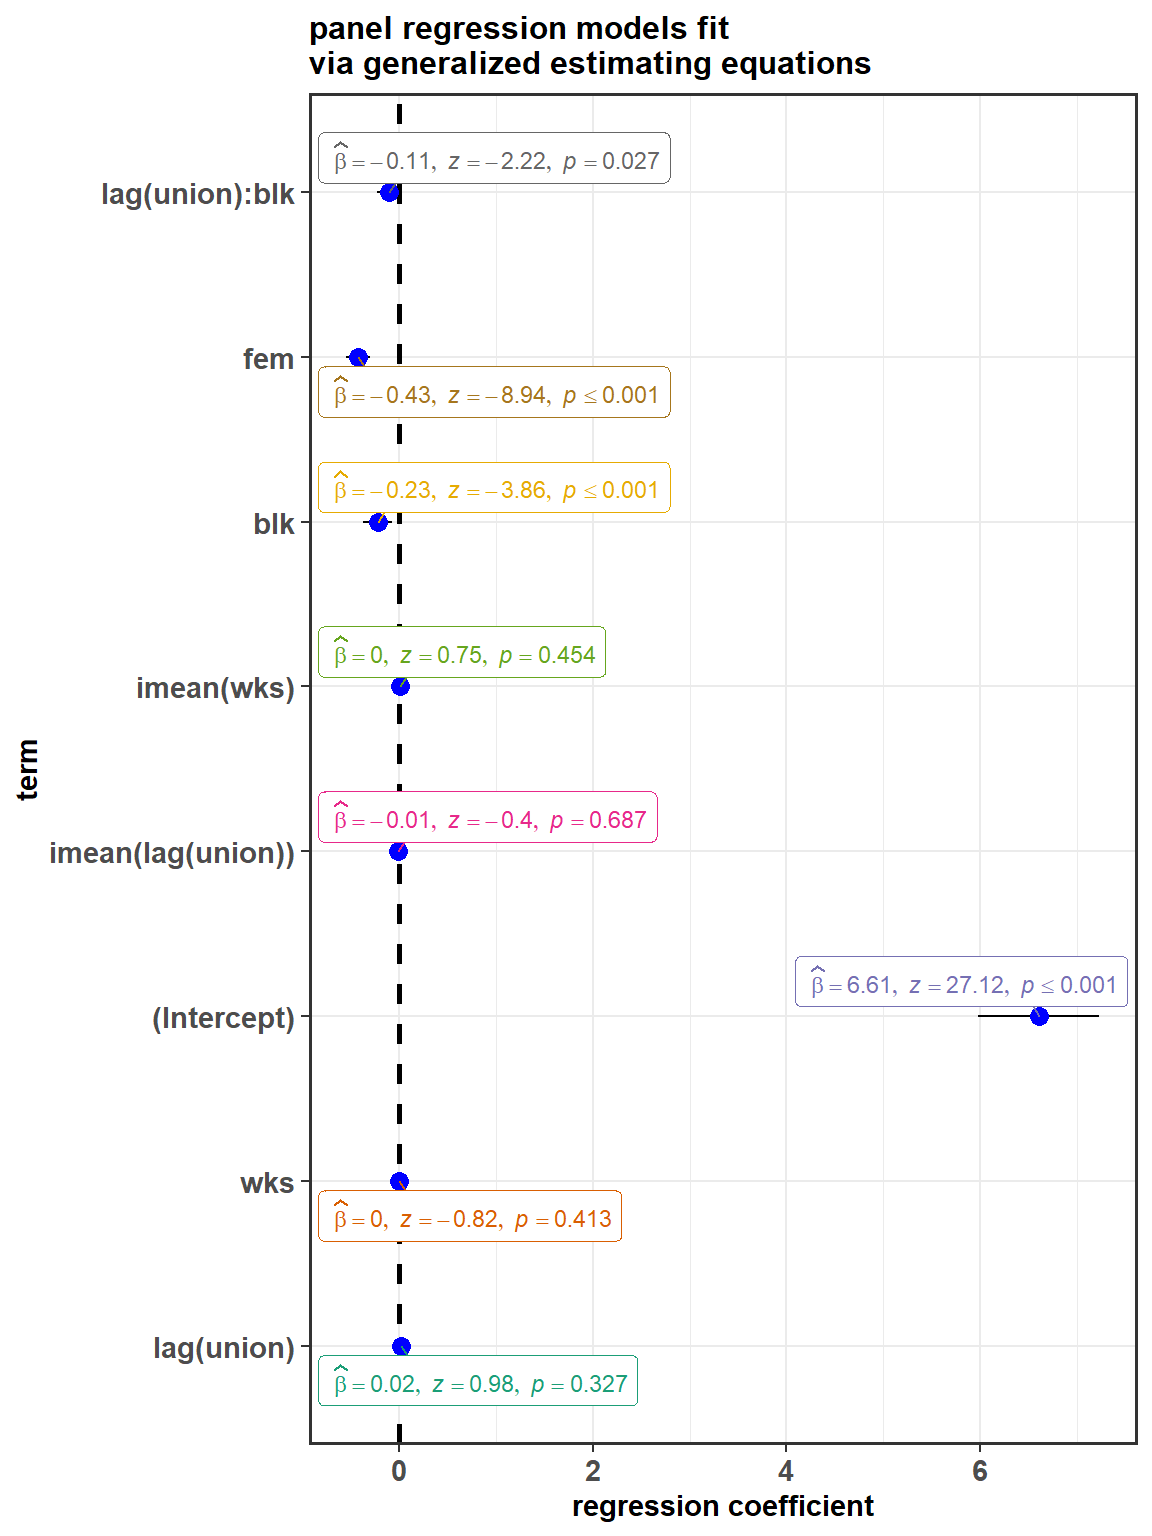 panel regression models fit
via generalized estimating equations
term
lag(union):blk
β̂ = −0.11, z = −2.22, p = 0.027
fem
β̂ = −0.43, z = −8.94, p ≤ 0.001
β̂ = −0.23, z = −3.86, p ≤ 0.001
blk
β̂ = 0, z = 0.75, p = 0.454
imean(wks)
β̂ = −0.01, z = −0.4, p = 0.687
imean(lag(union))
β̂ = 6.61, z = 27.12, p ≤ 0.001
(Intercept)
wks
β̂ = 0, z = −0.82, p = 0.413
lag(union)
β̂ = 0.02, z = 0.98, p = 0.327
0 2 4 6
regression coefficient